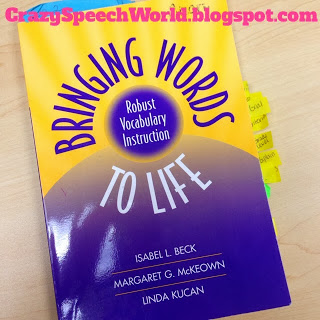 CrazySpeechWorld.blogspot.com
BRINGING WORDS
Robust
Vocabulary
Instruction
TO LIFE
ISABEL L. BECK
MARGARET G. McKEOWN
LINDA KUCAN